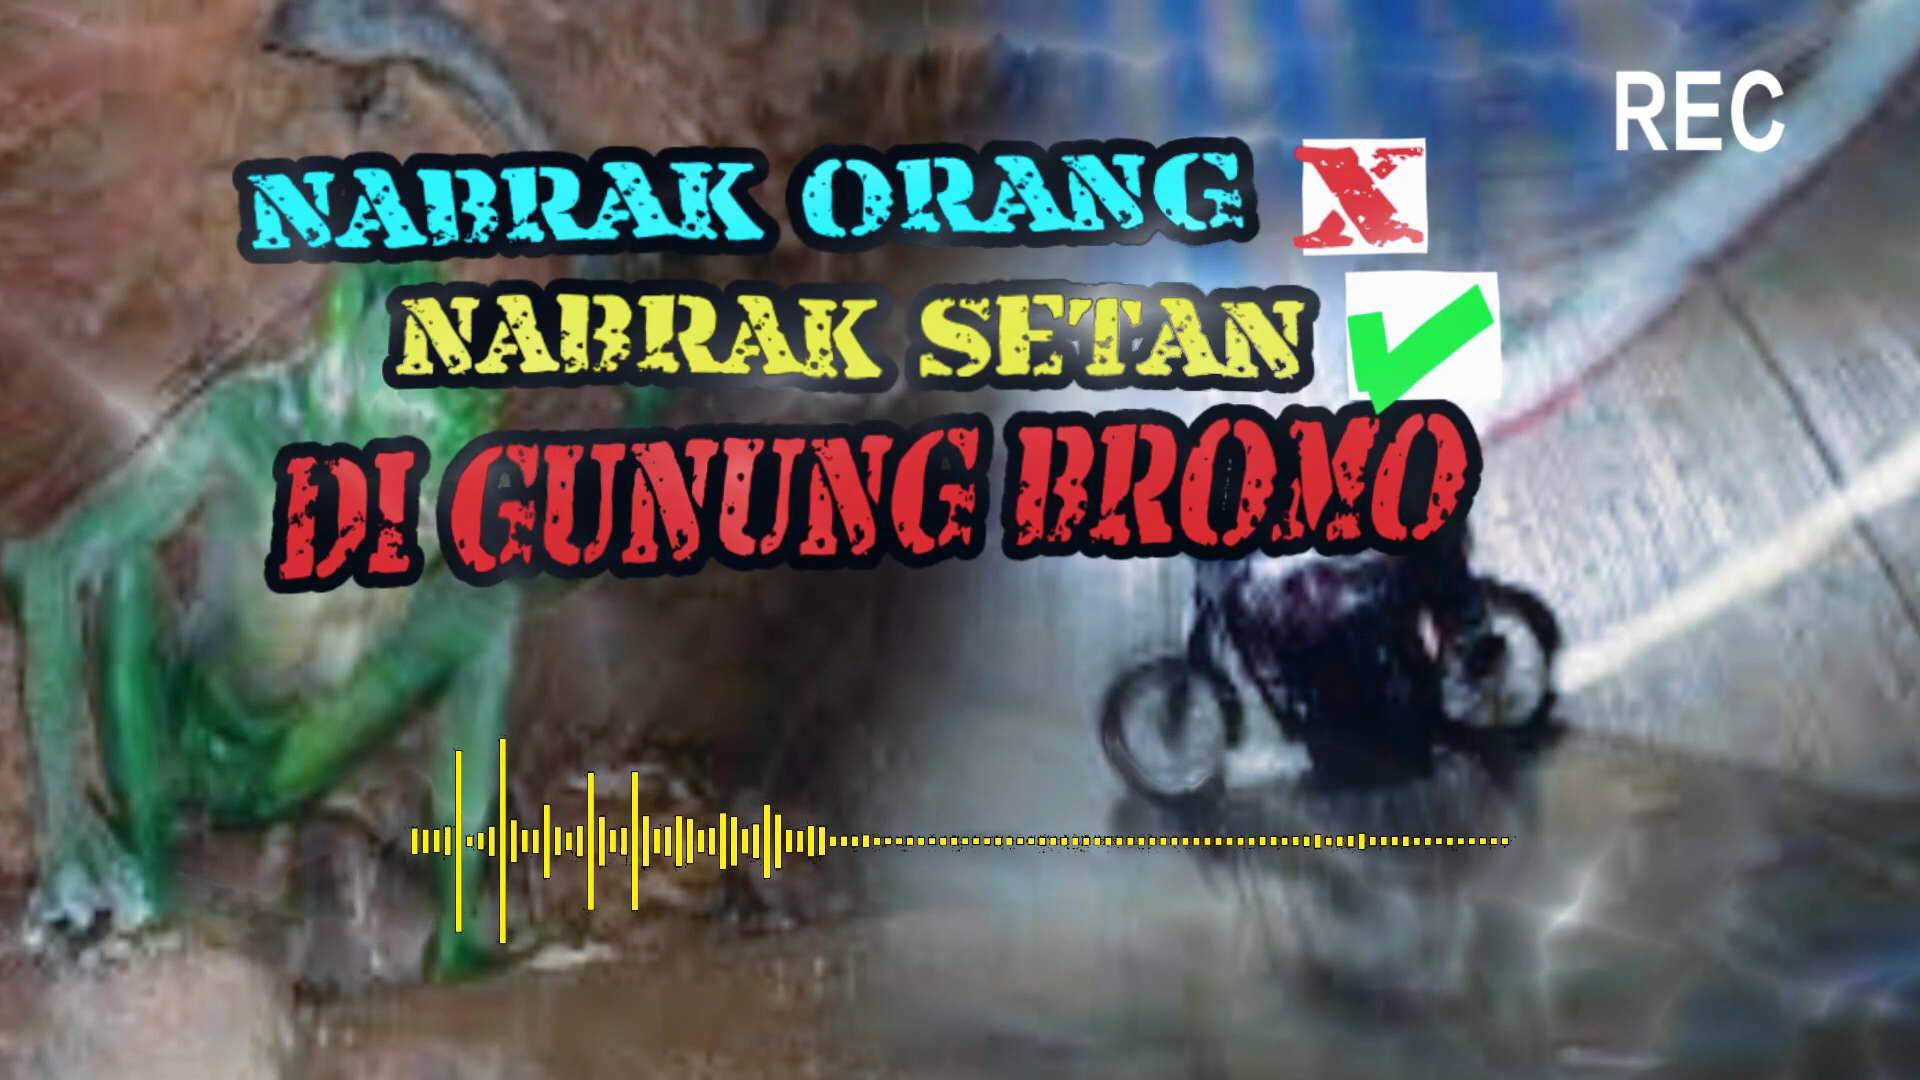 REC
NABRAK ORANG X
NABRAK SETAN ✔
DI GUNUNG BROMO